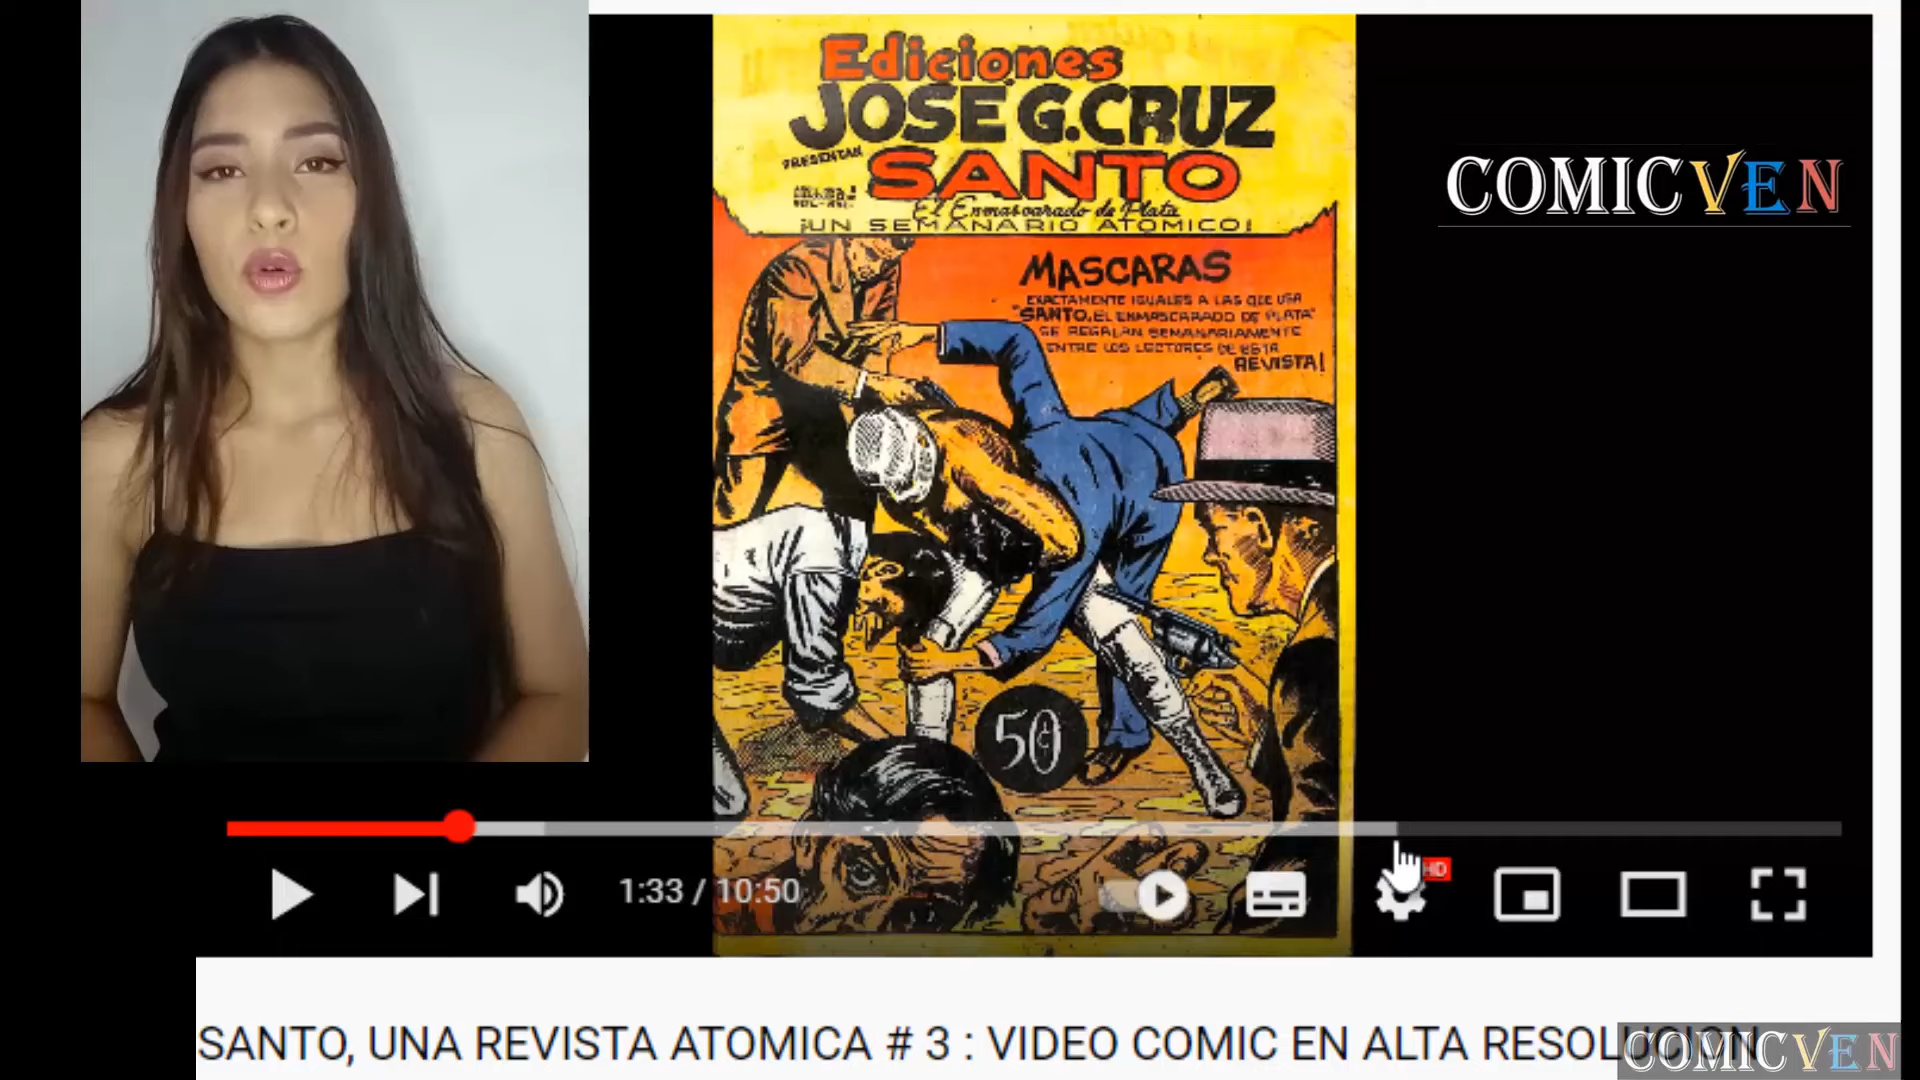 Ediciones
JOSE G. CRUZ
PRESENTAN
SANTO
El Enmascarado de Plata
¡UN SEMANARIO ATOMICO!
COMICVEN
MASCARAS
EXACTAMENTE IGUALES A LAS QUE USA
"SANTO, EL ENMASCARADO DE PLATA"
SE REGALAN SEMANARIAMENTE
ENTRE LOS LECTORES DE ESTA
REVISTA!
50¢
1:33 / 10:50
HD
SANTO, UNA REVISTA ATOMICA # 3 : VIDEO COMIC EN ALTA RESOLUCION
COMICVEN